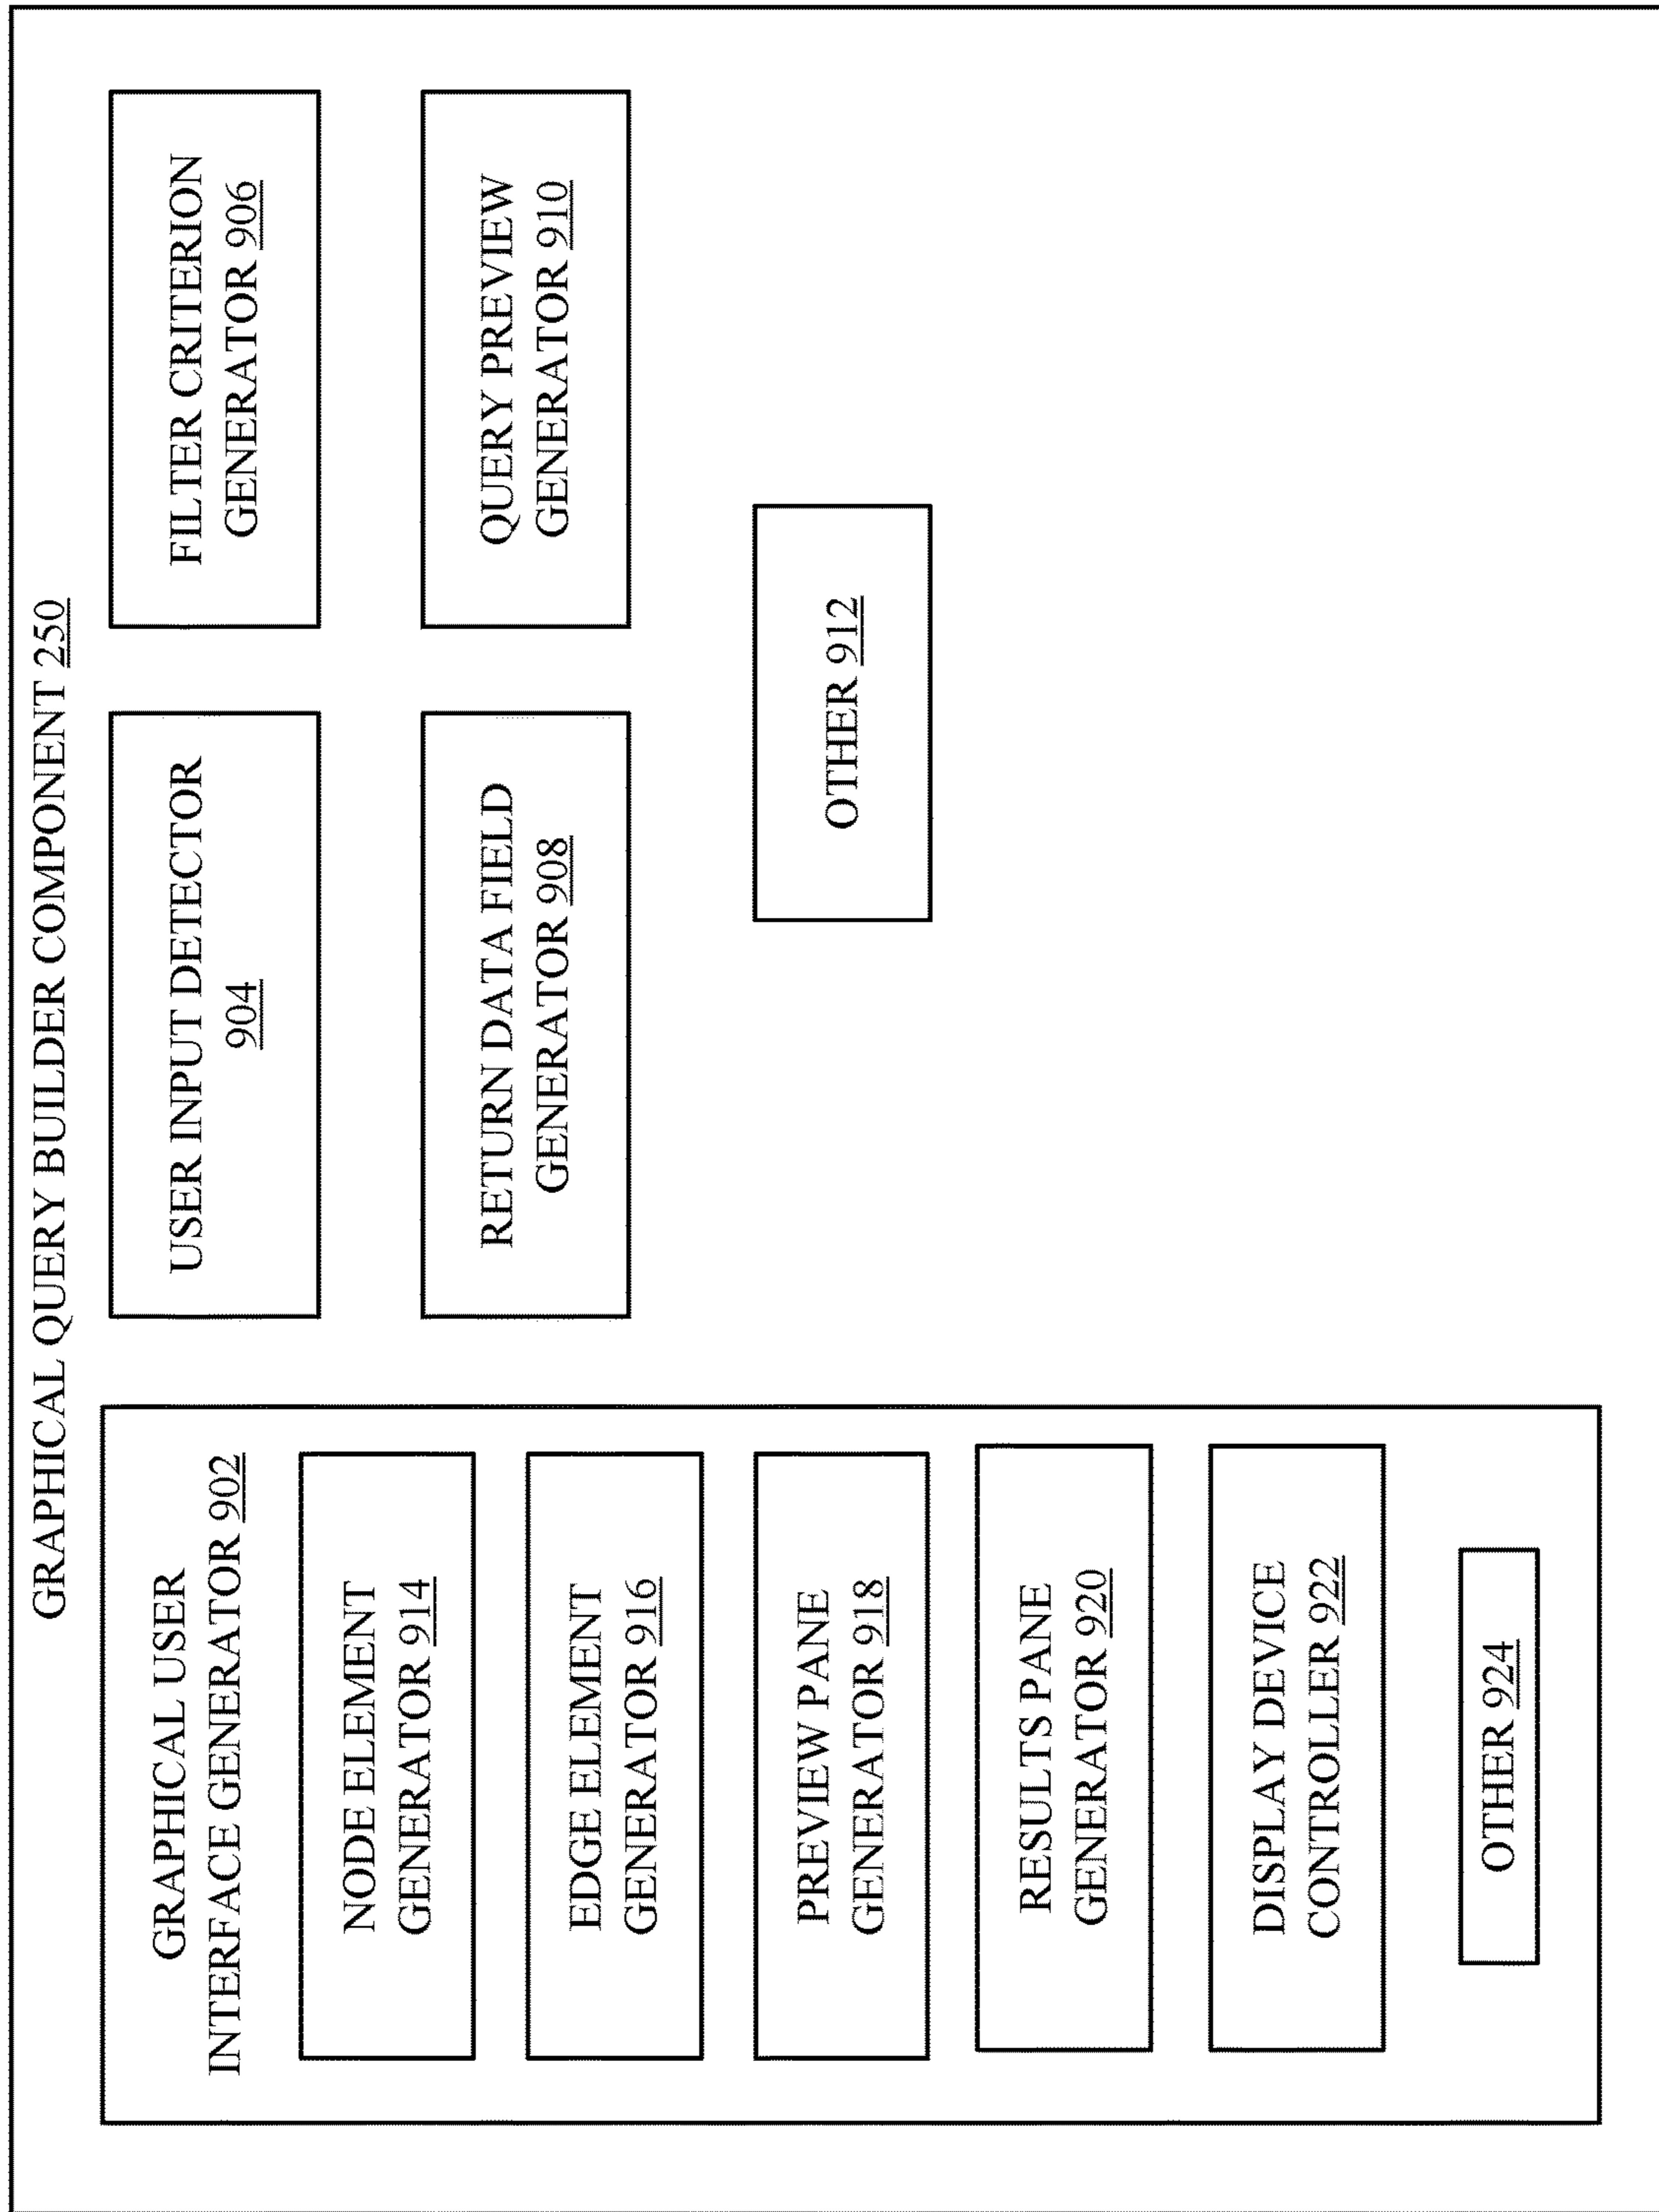 GRAPHICAL QUERY BUILDER COMPONENT 250
GRAPHICAL USER
INTERFACE GENERATOR 902
NODE ELEMENT
GENERATOR 914
EDGE ELEMENT
GENERATOR 916
PREVIEW PANE
GENERATOR 918
RESULTS PANE
GENERATOR 920
DISPLAY DEVICE
CONTROLLER 922
OTHER 924
USER INPUT DETECTOR
904
FILTER CRITERION
GENERATOR 906
RETURN DATA FIELD
GENERATOR 908
QUERY PREVIEW
GENERATOR 910
OTHER 912